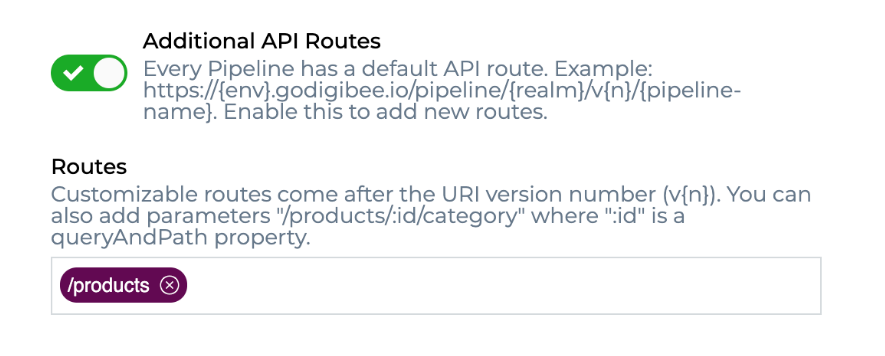 Additional API Routes
Every Pipeline has a default API route. Example:
https://{env}.godigibee.io/pipeline/{realm}/v{n}/{pipeline-
name}. Enable this to add new routes.
Routes
Customizable routes come after the URI version number (v{n}). You can
also add parameters "/products/:id/category" where ":id" is a
queryAndPath property.
/products